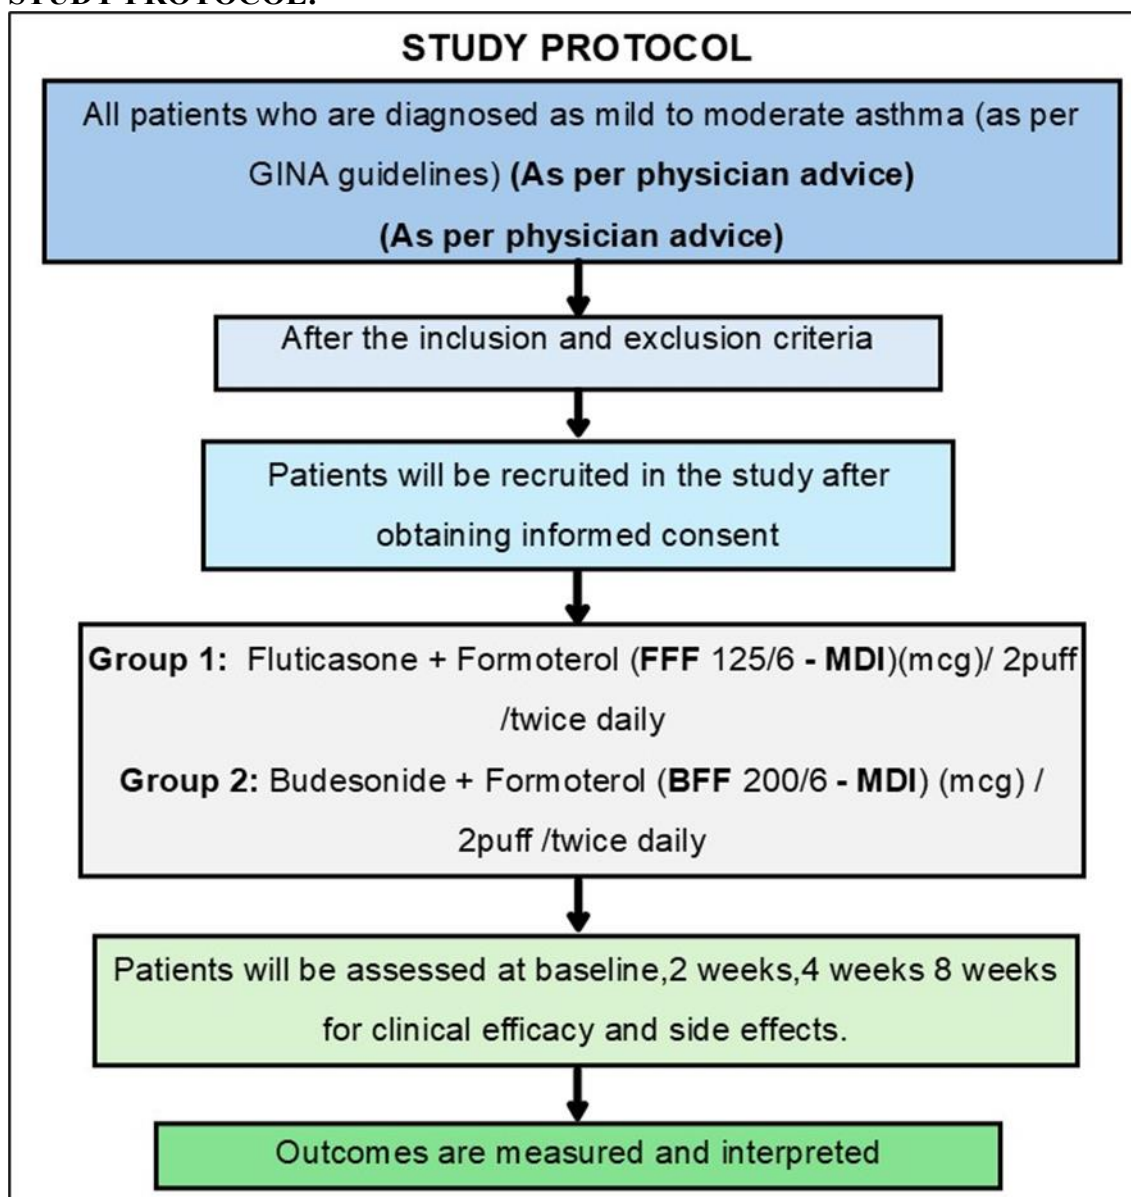 STUDY PROTOCOL:
STUDY PROTOCOL
All patients who are diagnosed as mild to moderate asthma (as per
GINA guidelines) (As per physician advice)
(As per physician advice)
After the inclusion and exclusion criteria
Patients will be recruited in the study after
obtaining informed consent
Group 1: Fluticasone + Formoterol (FFF 125/6 - MDI)(mcg)/ 2puff
/twice daily
Group 2: Budesonide + Formoterol (BFF 200/6 - MDI) (mcg) /
2puff /twice daily
Patients will be assessed at baseline,2 weeks,4 weeks 8 weeks
for clinical efficacy and side effects.
Outcomes are measured and interpreted